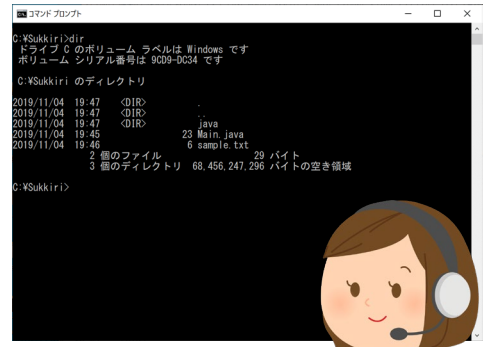 コマンド プロンプト
C:¥Sukkiri>dir
ドライブ C のボリューム ラベルは Windows です
ボリューム シリアル番号は 9CD9-DC34 です
C:¥Sukkiri のディレクトリ
2019/11/04 19:47 <DIR> .
2019/11/04 19:47 <DIR> ..
2019/11/04 19:47 <DIR> java
2019/11/04 19:45 23 Main.java
2019/11/04 19:46 6 sample.txt
2 個のファイル 29 バイト
3 個のディレクトリ 68,456,247,296 バイトの空き領域
C:¥Sukkiri>